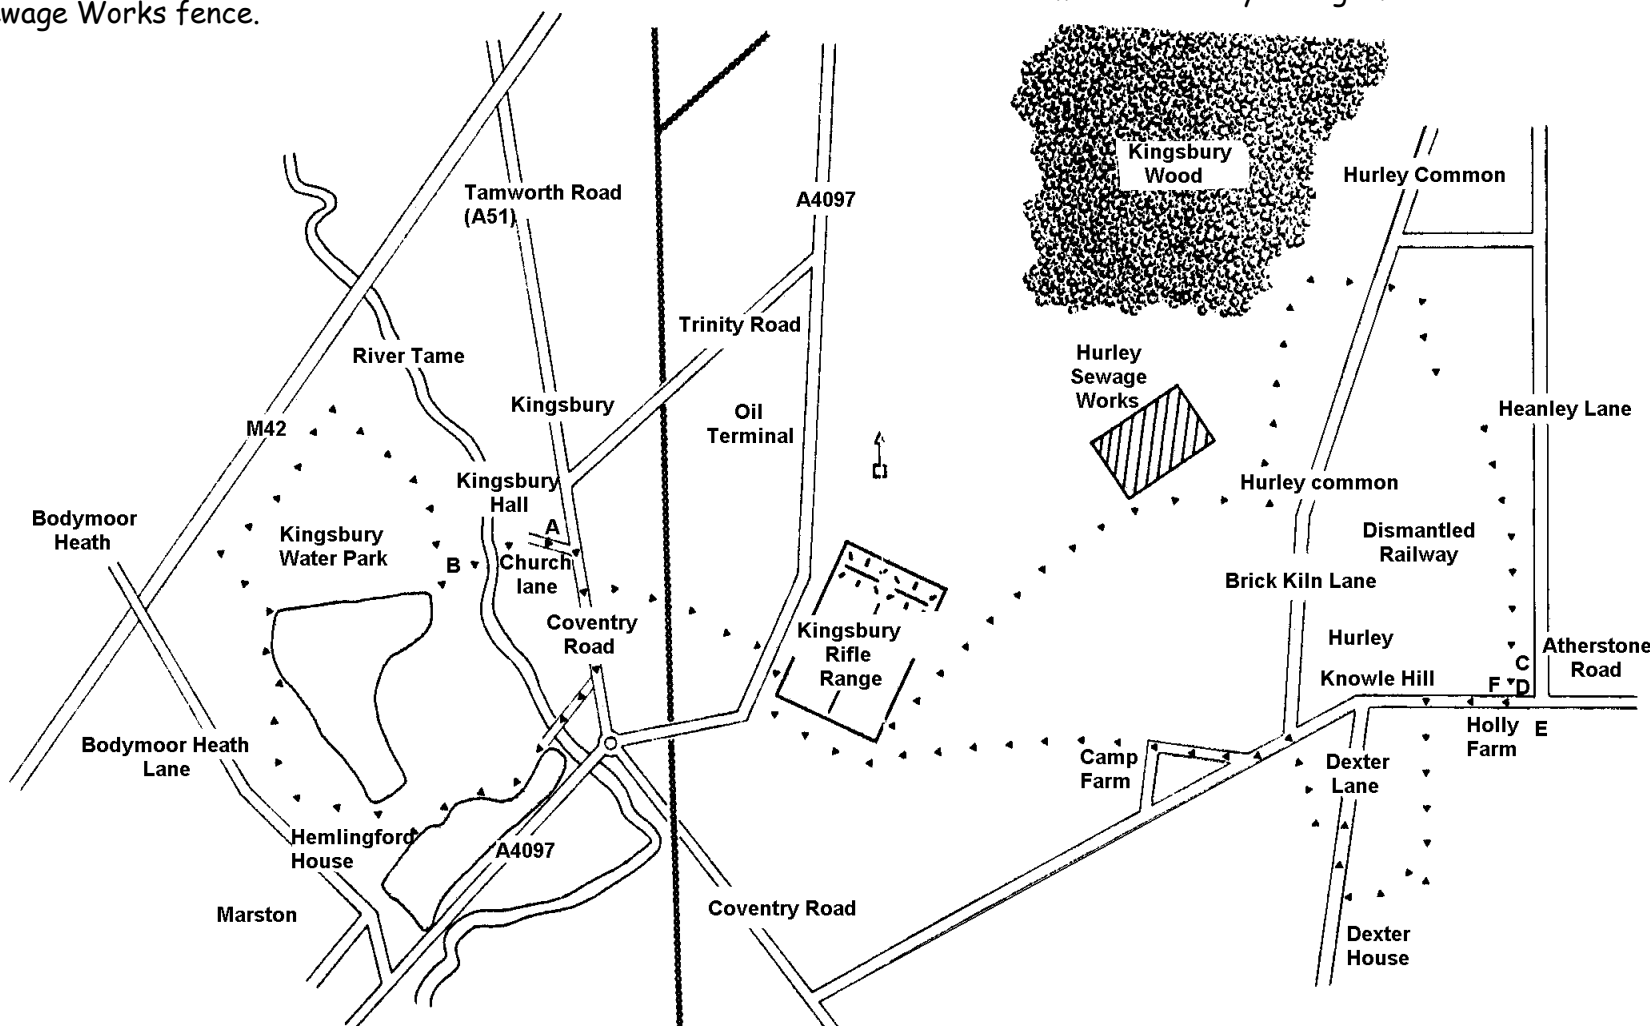 wage Works fence.
Kingsbury
Wood
Hurley Common
Tamworth Road
(A51)
A4097
Trinity Road
River Tame
Hurley
Sewage
Works
Kingsbury
Oil
Terminal
Heanley Lane
M42
Kingsbury
Hall
Hurley common
Bodymoor
Heath
Kingsbury
Water Park
A
B
Church
lane
Dismantled
Railway
Brick Kiln Lane
Coventry
Road
Kingsbury
Rifle
Range
Hurley
Atherstone
Road
C
Knowle Hill
F
D
Holly
Farm
E
Bodymoor Heath
Lane
Camp
Farm
Dexter
Lane
Hemlingford
House
A4097
Marston
Coventry Road
Dexter
House